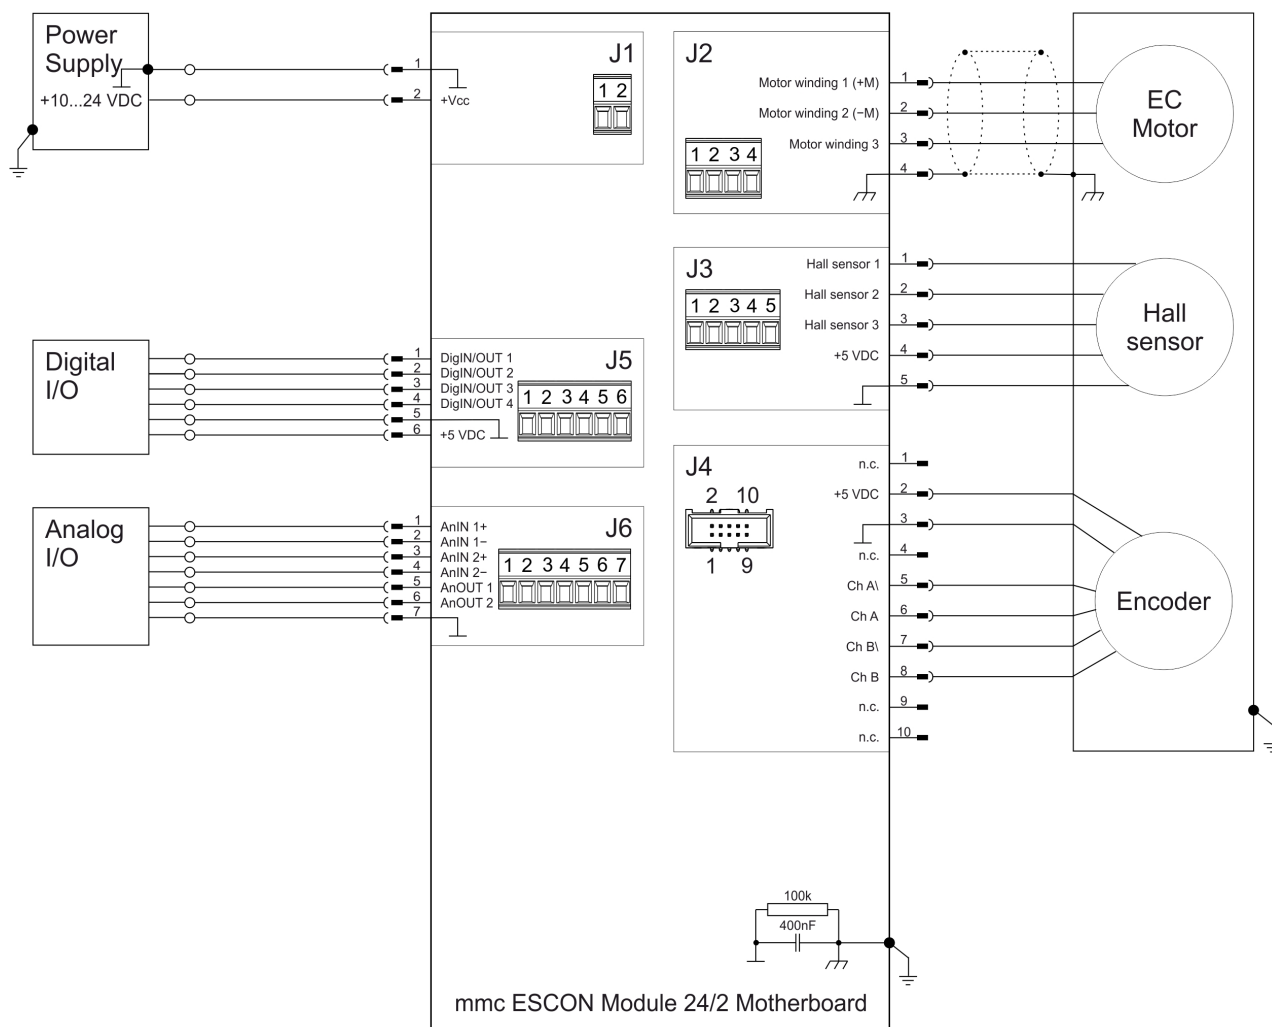 Power
Supply
+10...24 VDC
1
2
+Vcc
J1
1 2
J2
Motor winding 1 (+M)
Motor winding 2 (−M)
Motor winding 3
1
2
3
4
1 2 3 4
EC
Motor
J3
Hall sensor 1
Hall sensor 2
Hall sensor 3
+5 VDC
1
2
3
4
5
1 2 3 4 5
Hall
sensor
Digital
I/O
1
2
3
4
5
6
DigIN/OUT 1
DigIN/OUT 2
DigIN/OUT 3
DigIN/OUT 4
+5 VDC
J5
1 2 3 4 5 6
J4
2 10
1 9
n.c.
+5 VDC
n.c.
Ch A\
Ch A
Ch B\
Ch B
n.c.
n.c.
1
2
3
4
5
6
7
8
9
10
Encoder
Analog
I/O
1
2
3
4
5
6
7
AnIN 1+
AnIN 1−
AnIN 2+
AnIN 2−
AnOUT 1
AnOUT 2
J6
1 2 3 4 5 6 7
100k
400nF
mmc ESCON Module 24/2 Motherboard